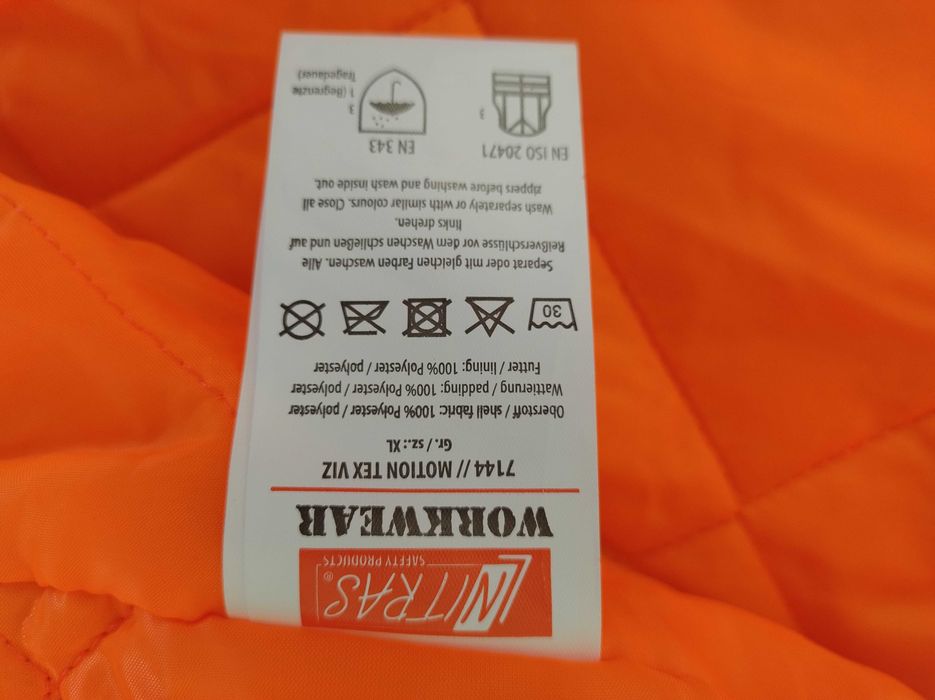 NITRAS®
SAFETY PRODUCTS
WORKWEAR
7144 // MOTION TEX VIZ
Gr. / sz.: XL
Oberstoff / shell fabric: 100% Polyester / polyester
Wattierung / padding: 100% Polyester / polyester
Futter / lining: 100% Polyester / polyester
30
Separat oder mit gleichen Farben waschen. Alle
Reißverschlüsse vor dem Waschen schließen und auf
links drehen.
Wash separately or with similar colours. Close all
zippers before washing and wash inside out.
EN ISO 20471
3
EN 343
3
1 (Begrenzte
Tragedauer)